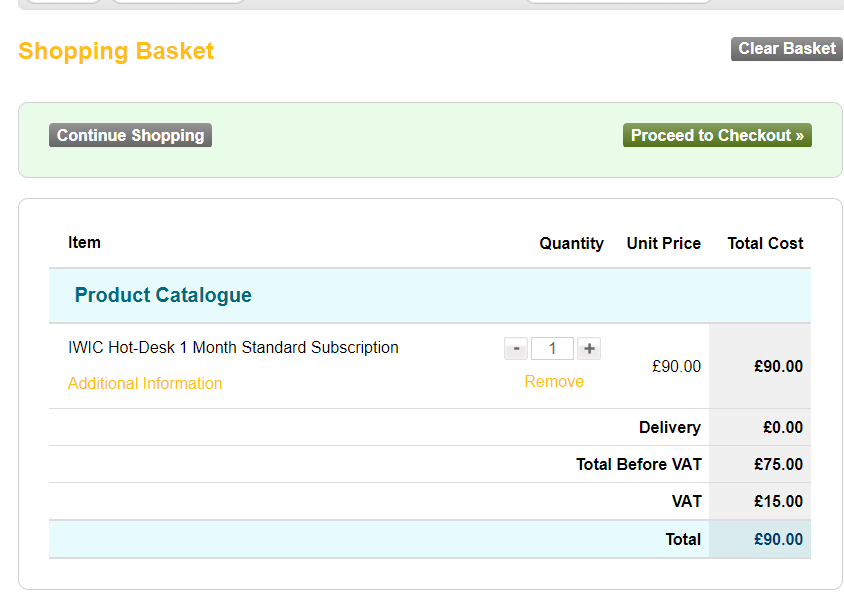 Shopping Basket
Clear Basket
Continue Shopping
Proceed to Checkout »
Item Quantity Unit Price Total Cost
Product Catalogue
IWIC Hot-Desk 1 Month Standard Subscription
- 1 +
Additional Information
Remove
£90.00 £90.00
Delivery £0.00
Total Before VAT £75.00
VAT £15.00
Total £90.00